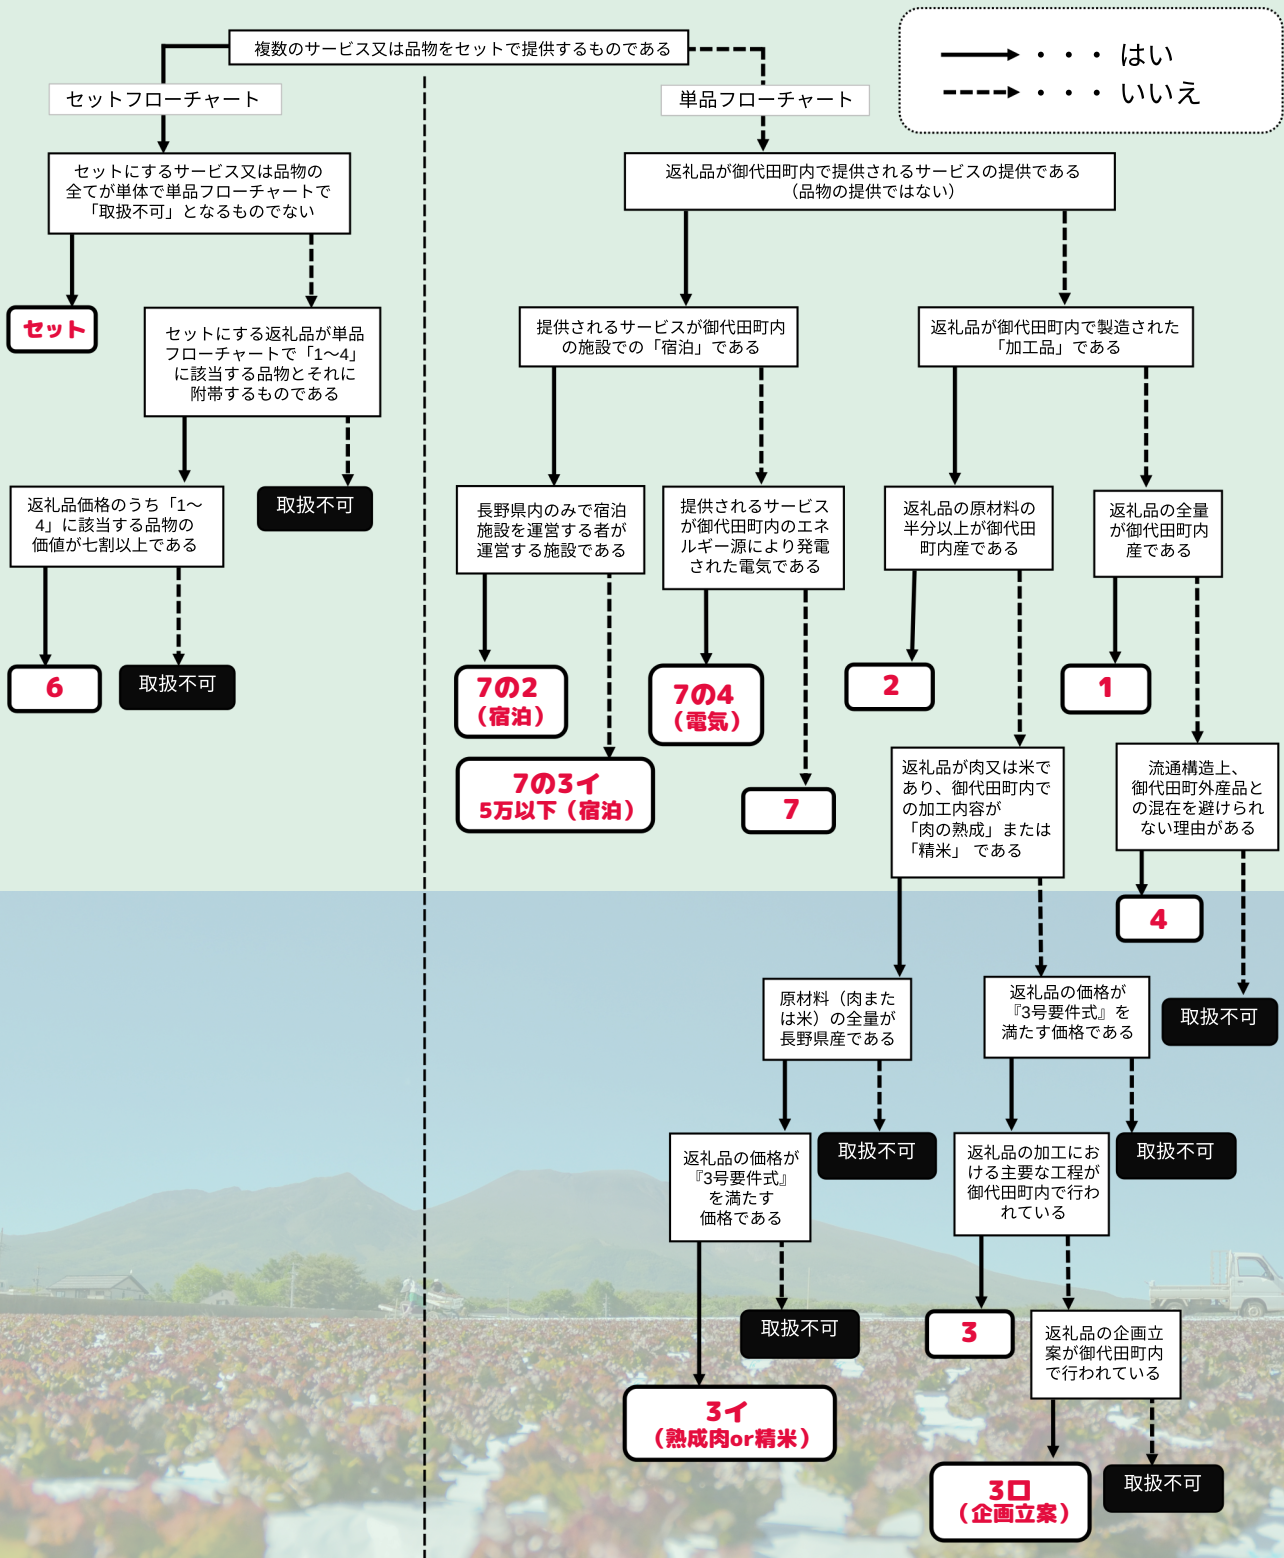 複数のサービス又は品物をセットで提供するものである
・・・ はい
・・・ いいえ
セットフローチャート
単品フローチャート
セットにするサービス又は品物の
全てが単体で単品フローチャートで
「取扱不可」となるものでない
返礼品が御代田町内で提供されるサービスの提供である
（品物の提供ではない）
セット
セットにする返礼品が単品
フローチャートで「1～4」
に該当する品物とそれに
附帯するものである
提供されるサービスが御代田町内
の施設での「宿泊」である
返礼品が御代田町内で製造された
「加工品」である
返礼品価格のうち「1～
4」に該当する品物の
価値が七割以上である
取扱不可
長野県内のみで宿泊
施設を運営する者が
運営する施設である
提供されるサービス
が御代田町内のエネ
ルギー源により発電
された電気である
返礼品の原材料の
半分以上が御代田
町内産である
返礼品の全量
が御代田町内
産である
6
取扱不可
7の2
（宿泊）
7の4
（電気）
2
1
7の3イ
5万以下（宿泊）
7
返礼品が肉又は米で
あり、御代田町内で
の加工内容が
「肉の熟成」または
「精米」 である
流通構造上、
御代田町外産品と
の混在を避けられ
ない理由がある
4
原材料（肉また
は米）の全量が
長野県産である
返礼品の価格が
『3号要件式』を
満たす価格である
取扱不可
返礼品の価格が
『3号要件式』
を満たす
価格である
取扱不可
返礼品の加工にお
ける主要な工程が
御代田町内で行わ
れている
取扱不可
取扱不可
3
返礼品の企画立
案が御代田町内
で行われている
3イ
（熟成肉or精米）
3ロ
（企画立案）
取扱不可